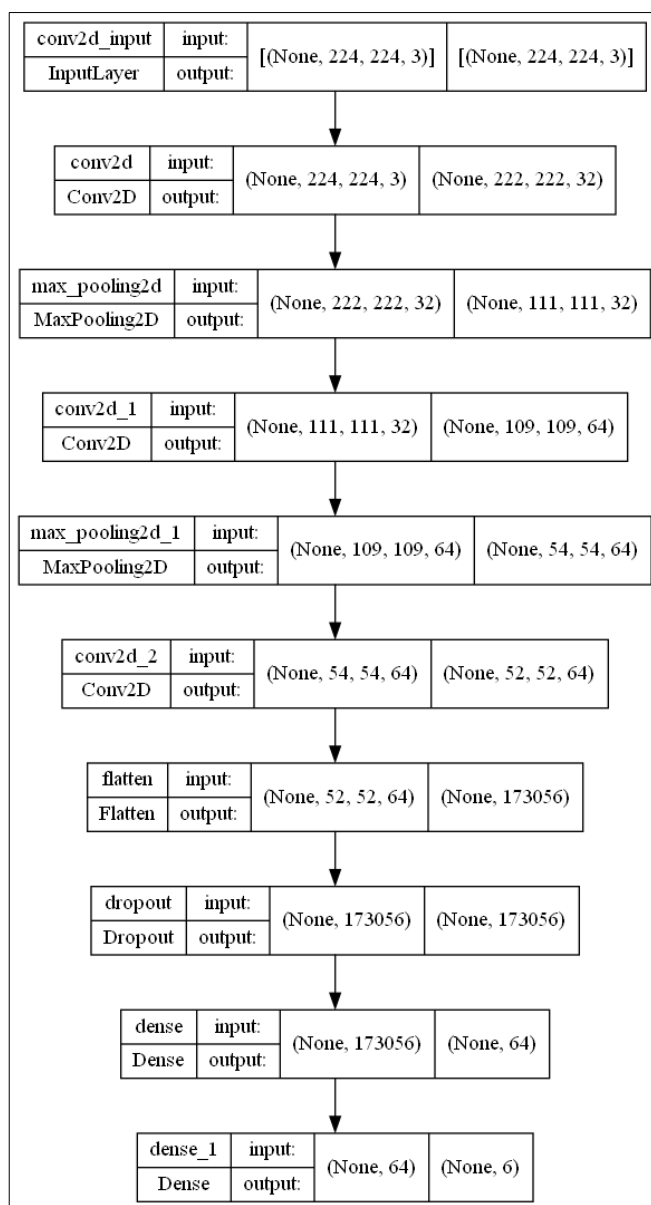 conv2d_input input: [(None, 224, 224, 3)] [(None, 224, 224, 3)]
InputLayer output:
conv2d input: (None, 224, 224, 3) (None, 222, 222, 32)
Conv2D output:
max_pooling2d input: (None, 222, 222, 32) (None, 111, 111, 32)
MaxPooling2D output:
conv2d_1 input: (None, 111, 111, 32) (None, 109, 109, 64)
Conv2D output:
max_pooling2d_1 input: (None, 109, 109, 64) (None, 54, 54, 64)
MaxPooling2D output:
conv2d_2 input: (None, 54, 54, 64) (None, 52, 52, 64)
Conv2D output:
flatten input: (None, 52, 52, 64) (None, 173056)
Flatten output:
dropout input: (None, 173056) (None, 173056)
Dropout output:
dense input: (None, 173056) (None, 64)
Dense output:
dense_1 input: (None, 64) (None, 6)
Dense output: